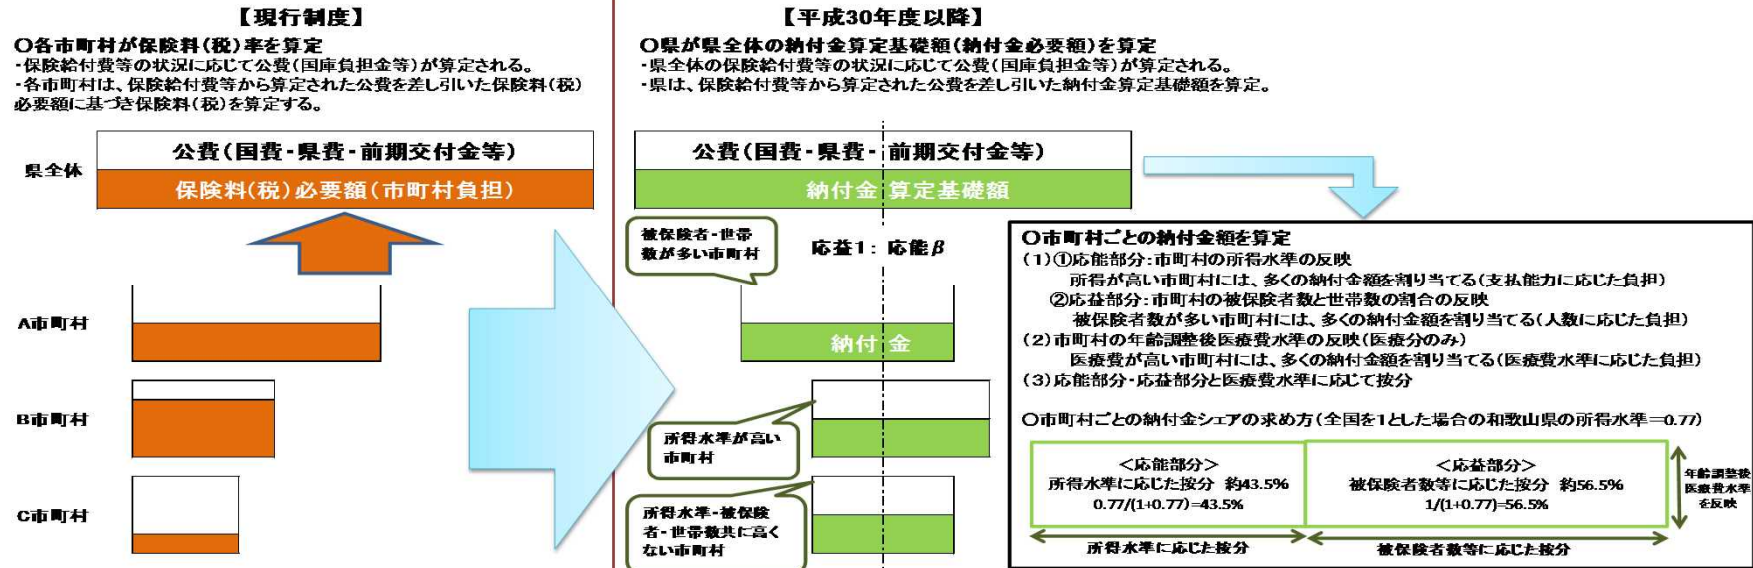 【現行制度】
〇各市町村が保険料(税)率を算定
・保険給付費等の状況に応じて公費(国庫負担金等)が算定される。
・各市町村は、保険給付費等から算定された公費を差し引いた保険料(税)
必要額に基づき保険料(税)を算定する。
県全体
公費(国費・県費・前期交付金等)
保険料(税)必要額(市町村負担)
A市町村
B市町村
C市町村
【平成30年度以降】
〇県が県全体の納付金算定基礎額(納付金必要額)を算定
・県全体の保険給付費等の状況に応じて公費(国庫負担金等)が算定される。
・県は、保険給付費等から算定された公費を差し引いた納付金算定基礎額を算定。
公費(国費・県費・前期交付金等)
納付金 算定基礎額
被保険者・世帯
数が多い市町村
応益1: 応能β
納付金
所得水準が高い
市町村
所得水準・被保険
者・世帯数共に高く
ない市町村
〇市町村ごとの納付金額を算定
(1)①応能部分:市町村の所得水準の反映
所得が高い市町村には、多くの納付金額を割り当てる(支払能力に応じた負担)
②応益部分:市町村の被保険者数と世帯数の割合の反映
被保険者数が多い市町村には、多くの納付金額を割り当てる(人数に応じた負担)
(2)市町村の年齢調整後医療費水準の反映(医療分のみ)
医療費が高い市町村には、多くの納付金額を割り当てる(医療費水準に応じた負担)
(3)応能部分・応益部分と医療費水準に応じて按分
〇市町村ごとの納付金シェアの求め方(全国を1とした場合の和歌山県の所得水準=0.77)
<応能部分>
所得水準に応じた按分 約43.5%
0.77/(1+0.77)=43.5%
<応益部分>
被保険者数等に応じた按分 約56.5%
1/(1+0.77)=56.5%
年齢調整後
医療費水準
を反映
所得水準に応じた按分
被保険者数等に応じた按分